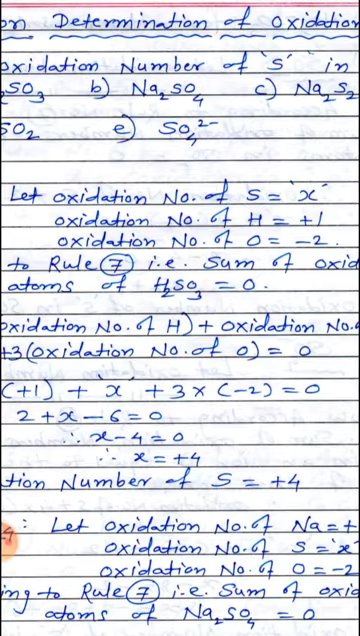 on Determination of Oxidation
oxidation Number of 'S' in
2SO3 b) Na2SO4 c) Na2S2
SO2 e) SO4 2-
Let oxidation No. of S = 'x'
oxidation No. of H = +1
oxidation No. of O = -2
to Rule 7 i.e. Sum of oxid
atoms of H2SO3 = 0.
oxidation No. of H) + oxidation No.
+3(oxidation No. of O) = 0
(+1) + 'x' + 3 × (-2) = 0
2 + x - 6 = 0
∴ x - 4 = 0
∴ x = +4
tion Number of S = +4
4 : Let oxidation No. of Na = +
oxidation No. of S = 'x'
oxidation No. of O = -2
ing to Rule 7 i.e. Sum of oxid
atoms of Na2SO4 = 0